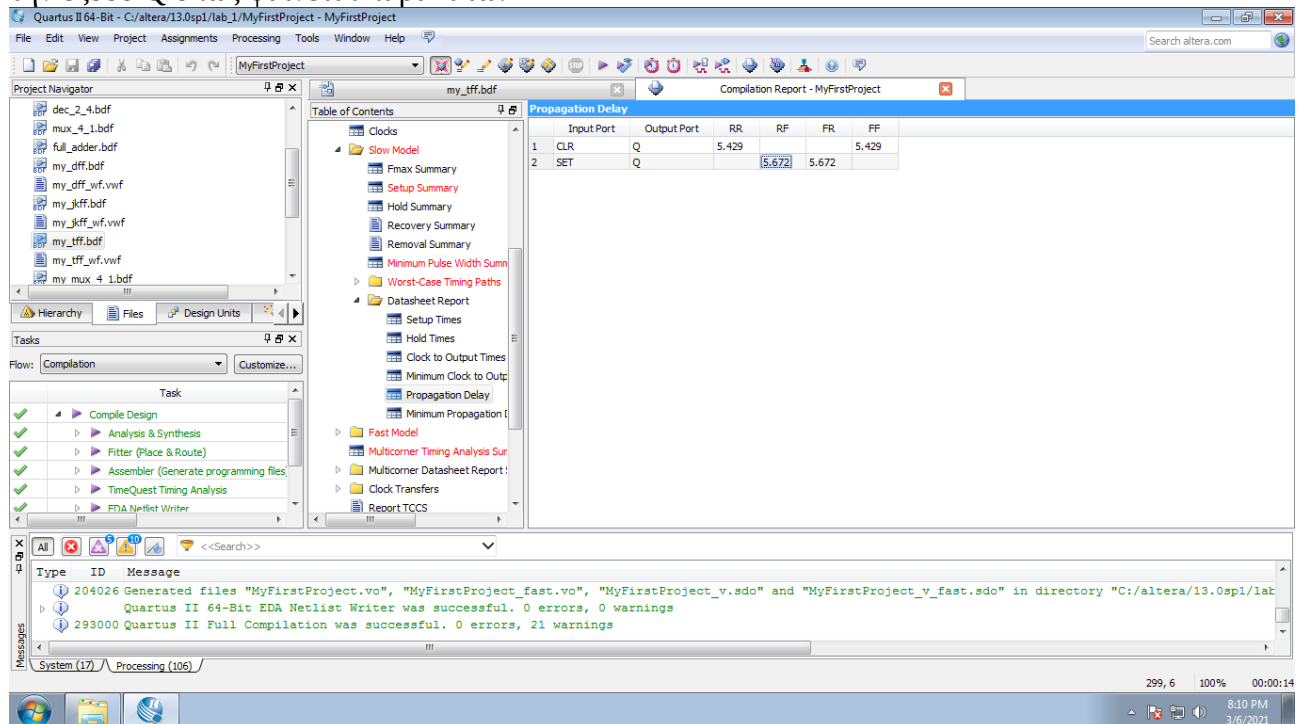 Quartus II 64-Bit - C:/altera/13.0sp1/lab_1/MyFirstProject - MyFirstProject
File Edit View Project Assignments Processing Tools Window Help
Search altera.com
MyFirstProject
Project Navigator
dec_2_4.bdf
mux_4_1.bdf
full_adder.bdf
my_dff.bdf
my_dff_wf.vwf
my_jkff.bdf
my_jkff_wf.vwf
my_tff.bdf
my_tff_wf.vwf
my_mux_4_1.bdf
Hierarchy Files Design Units
Tasks
Flow: Compilation Customize...
Task
Compile Design
Analysis & Synthesis
Fitter (Place & Route)
Assembler (Generate programming files)
TimeQuest Timing Analysis
EDA Netlist Writer
my_tff.bdf
Compilation Report - MyFirstProject
Table of Contents
Clocks
Slow Model
Fmax Summary
Setup Summary
Hold Summary
Recovery Summary
Removal Summary
Minimum Pulse Width Summ
Worst-Case Timing Paths
Datasheet Report
Setup Times
Hold Times
Clock to Output Times
Minimum Clock to Outp
Propagation Delay
Minimum Propagation D
Fast Model
Multicorner Timing Analysis Sum
Multicorner Datasheet Report S
Clock Transfers
Report TCCS
Propagation Delay
Input Port Output Port RR RF FR FF
1 CLR Q 5.429 5.429
2 SET Q 5.672 5.672
All 5 10 <<Search>>
Type ID Message
204026 Generated files "MyFirstProject.vo", "MyFirstProject_fast.vo", "MyFirstProject_v.sdo" and "MyFirstProject_v_fast.sdo" in directory "C:/altera/13.0sp1/lab
Quartus II 64-Bit EDA Netlist Writer was successful. 0 errors, 0 warnings
293000 Quartus II Full Compilation was successful. 0 errors, 21 warnings
Messages
System (17) Processing (106)
299, 6 100% 00:00:14
8:10 PM
3/6/2021